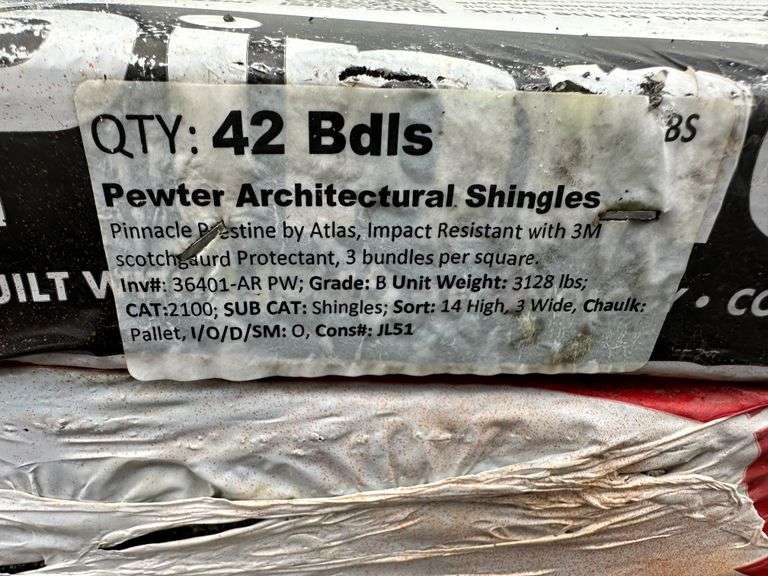 QTY: 42 Bdls
BS
Pewter Architectural Shingles
Pinnacle Pristine by Atlas, Impact Resistant with 3M
scotchgaurd Protectant, 3 bundles per square.
Inv#: 36401-AR PW; Grade: B Unit Weight: 3128 lbs;
CAT:2100; SUB CAT: Shingles; Sort: 14 High, 3 Wide, Chaulk:
Pallet, I/O/D/SM: O, Cons#: JL51